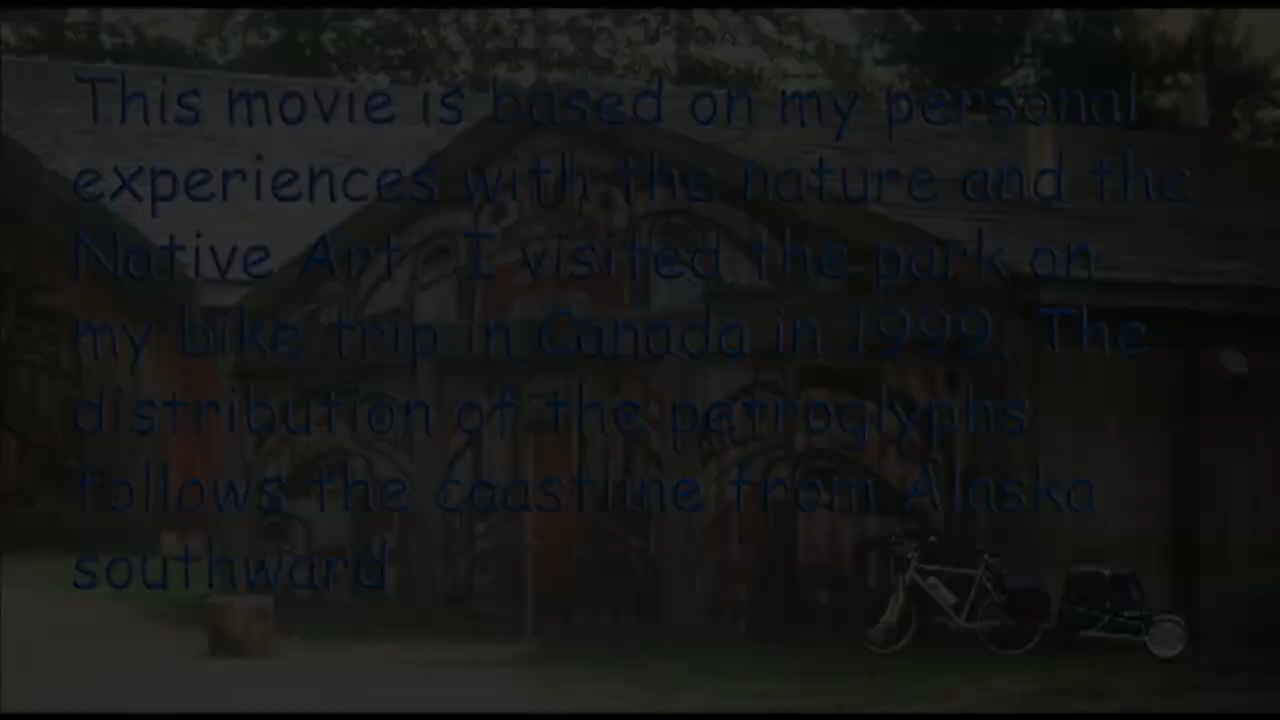 This movie is based on my personal
experiences with the nature and the
Native Art. I visited the park on
my bike trip in Canada in 1999. The
distribution of the petroglyphs
follows the coastline from Alaska
southward